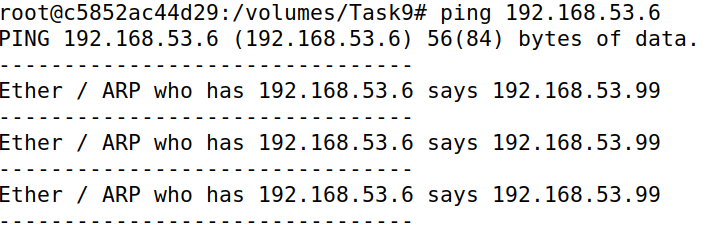 root@c5852ac44d29:/volumes/Task9# ping 192.168.53.6
PING 192.168.53.6 (192.168.53.6) 56(84) bytes of data.
--------------------------------
Ether / ARP who has 192.168.53.6 says 192.168.53.99
--------------------------------
Ether / ARP who has 192.168.53.6 says 192.168.53.99
--------------------------------
Ether / ARP who has 192.168.53.6 says 192.168.53.99
--------------------------------